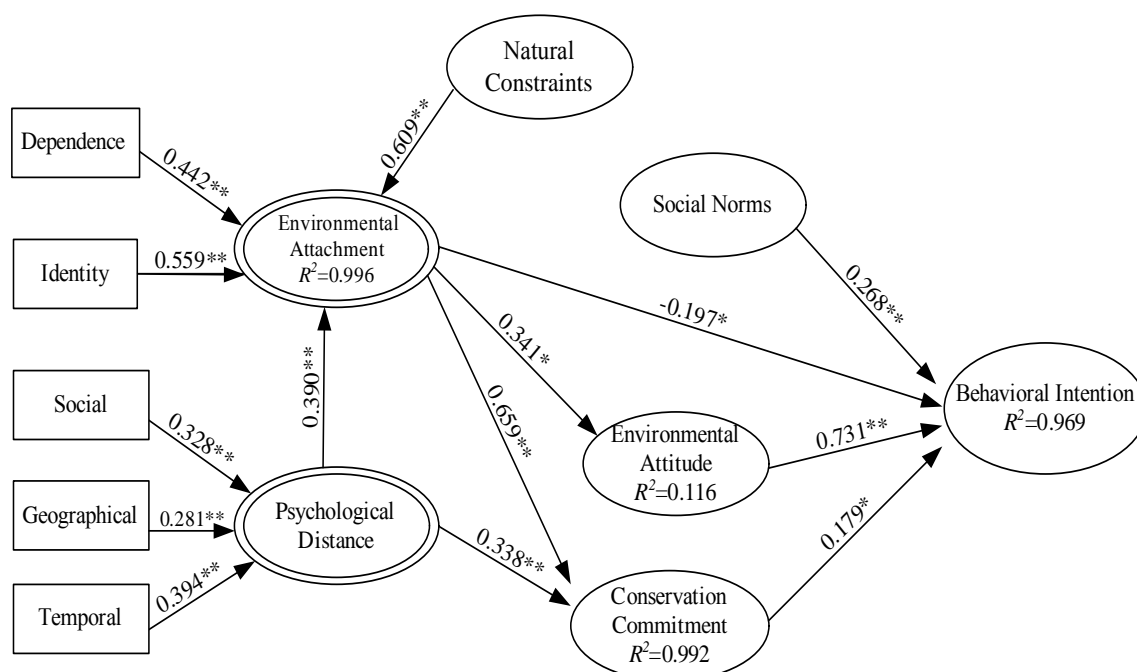 Natural
Constraints
Dependence
0.442**
0.609**
Environmental
Attachment
R²=0.996
Social Norms
Identity
0.559**
-0.197*
0.268**
0.341*
0.390**
0.659**
Social
0.328**
Behavioral Intention
R²=0.969
Environmental
Attitude
R²=0.116
0.731**
Geographical
0.281**
Psychological
Distance
0.338**
0.179*
Temporal
0.394**
Conservation
Commitment
R²=0.992